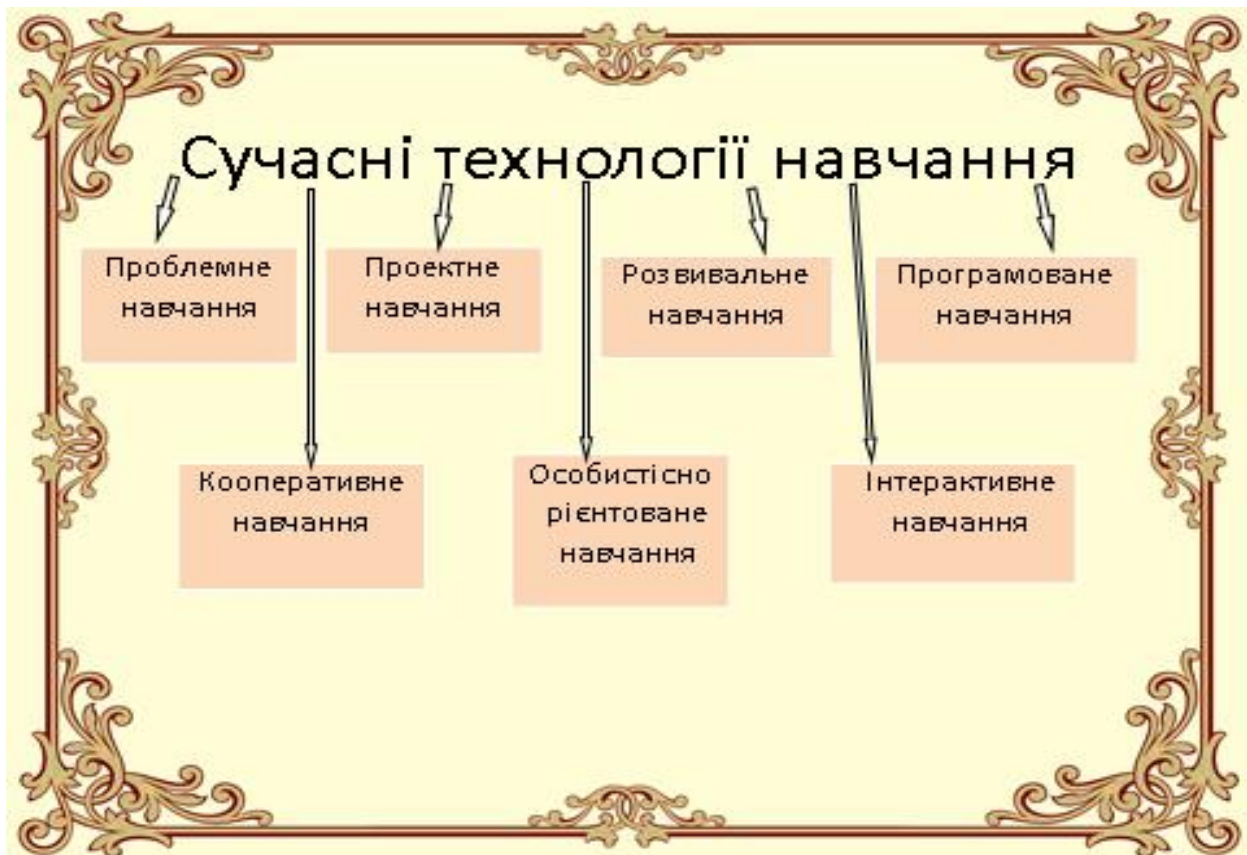 Сучасні технології навчання
Проблемне
навчання
Проектне
навчання
Розвивальне
навчання
Програмоване
навчання
Кооперативне
навчання
Особистісно
рієнтоване
навчання
Інтерактивне
навчання